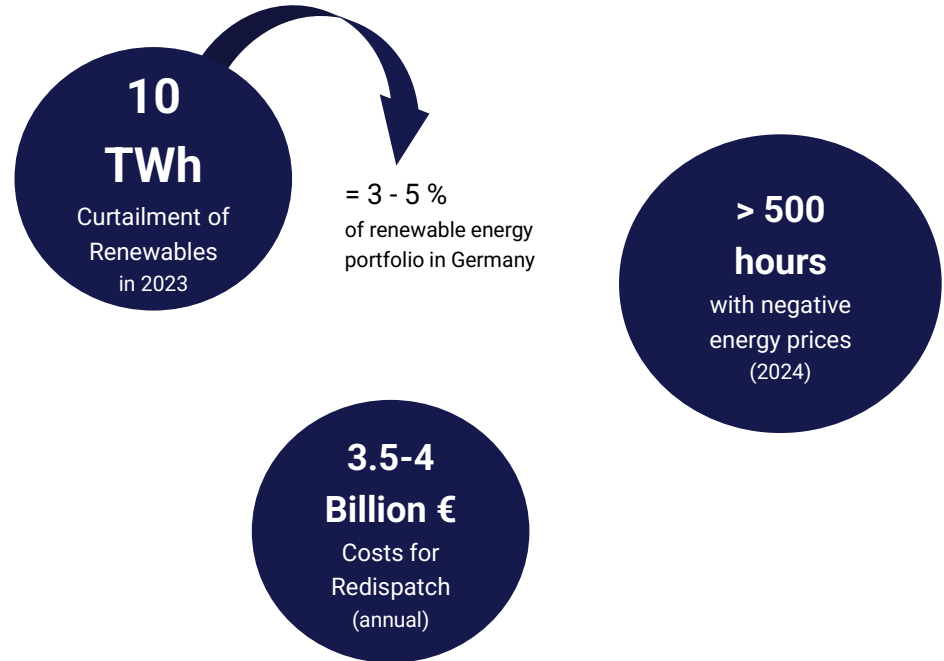 10
TWh
Curtailment of
Renewables
in 2023
= 3 - 5 %
of renewable energy
portfolio in Germany
> 500
hours
with negative
energy prices
(2024)
3.5-4
Billion €
Costs for
Redispatch
(annual)